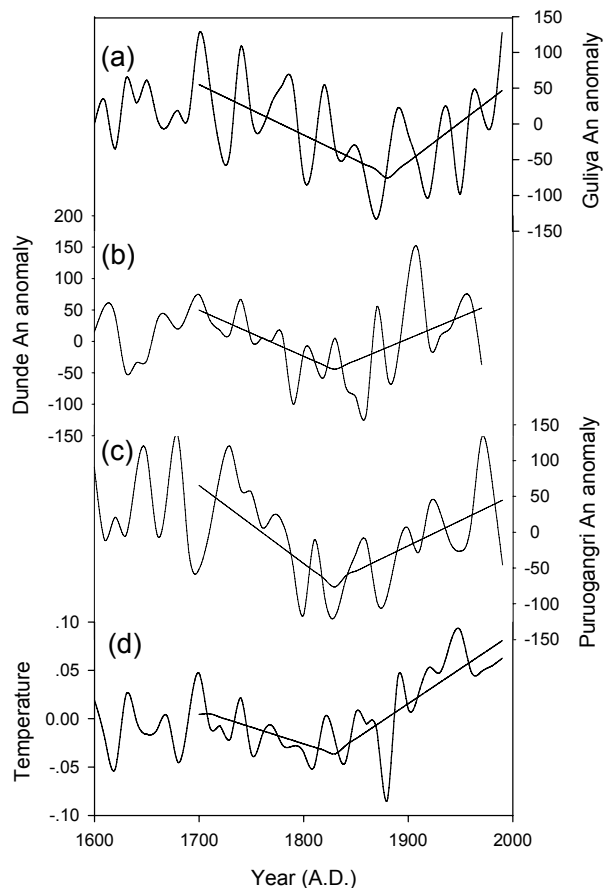 (a)
150
100
50
0
-50
-100
-150
Guliya An anomaly
(b)
200
150
100
50
0
-50
-100
-150
Dunde An anomaly
(c)
150
100
50
0
-50
-100
-150
Puruogangri An anomaly
(d)
.10
.05
0.00
-.05
-.10
Temperature
1600 1700 1800 1900 2000
Year (A.D.)